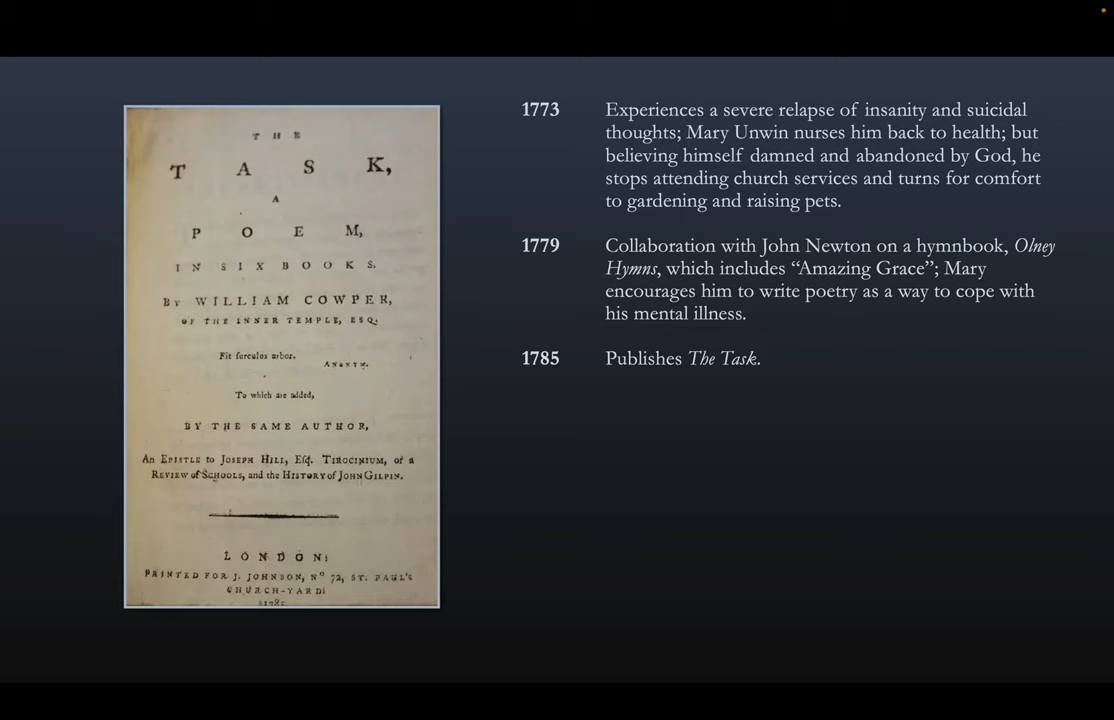 THE
TASK,
A
POEM,
IN SIX BOOKS.
BY WILLIAM COWPER,
OF THE INNER TEMPLE, ESQ.
Fit surculus arbor.
ANONYM.
To which are added,
BY THE SAME AUTHOR,
An EPISTLE to JOSEPH HILL, Esq. TIROCINIUM, or a
REVIEW of SCHOOLS, and the HISTORY of JOHN GILPIN.
LONDON:
PRINTED FOR J. JOHNSON, No 72, ST. PAUL'S
CHURCH-YARD:
1785
1773 Experiences a severe relapse of insanity and suicidal
thoughts; Mary Unwin nurses him back to health; but
believing himself damned and abandoned by God, he
stops attending church services and turns for comfort
to gardening and raising pets.
1779 Collaboration with John Newton on a hymnbook, Olney
Hymns, which includes “Amazing Grace”; Mary
encourages him to write poetry as a way to cope with
his mental illness.
1785 Publishes The Task.